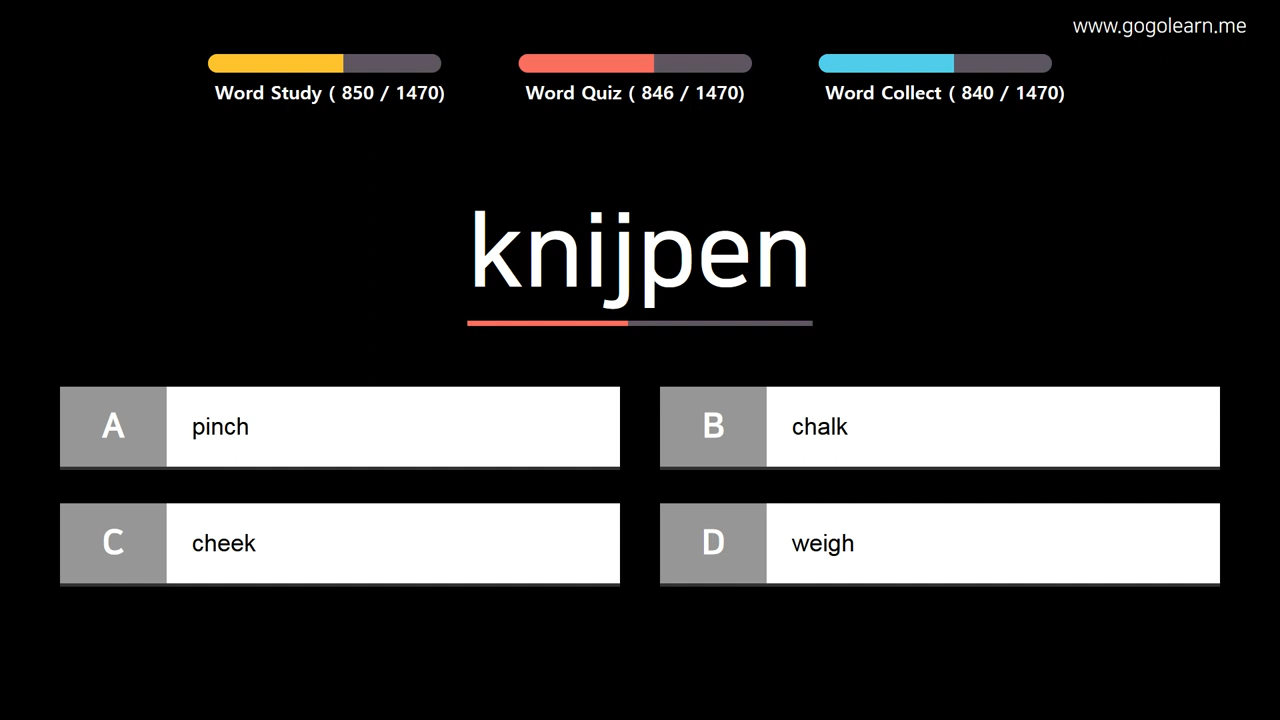 www.gogolearn.me
Word Study ( 850 / 1470)
Word Quiz ( 846 / 1470)
Word Collect ( 840 / 1470)
knijpen
A pinch
B chalk
C cheek
D weigh